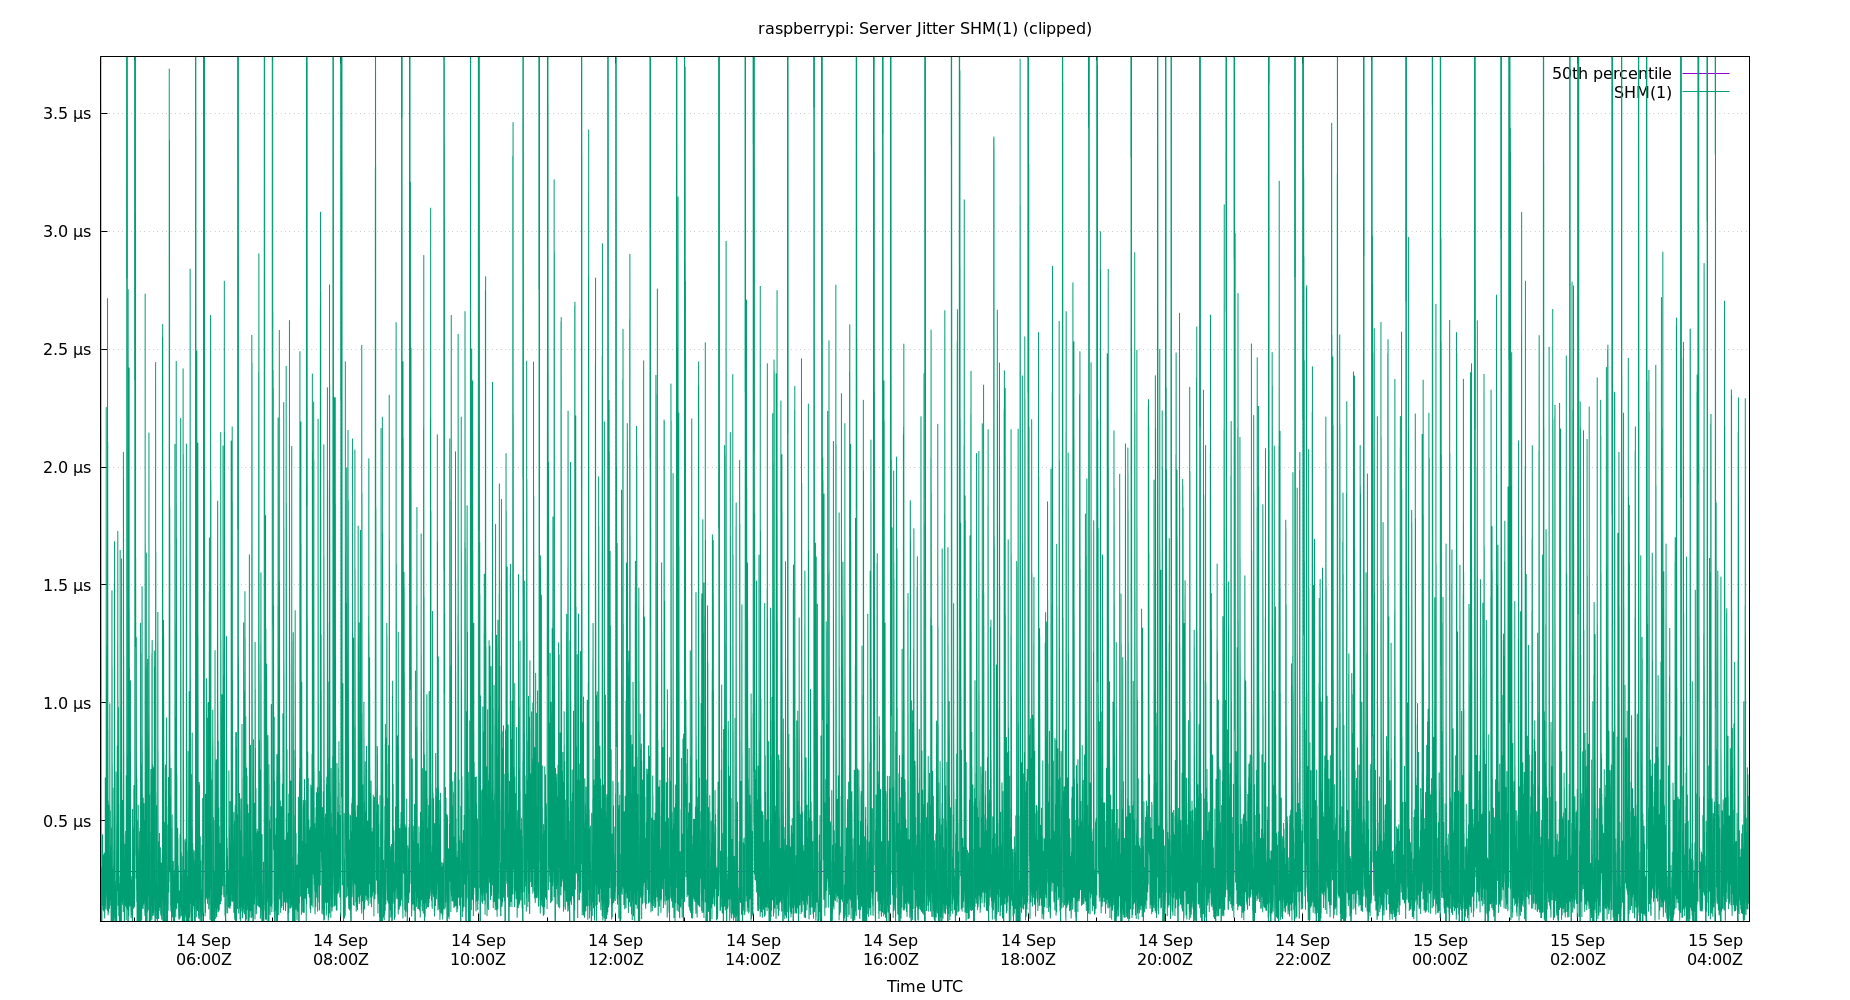 raspberrypi: Server Jitter SHM(1) (clipped)
50th percentile
SHM(1)
3.5 µs
3.0 µs
2.5 µs
2.0 µs
1.5 µs
1.0 µs
0.5 µs
14 Sep 14 Sep 14 Sep 14 Sep 14 Sep 14 Sep 14 Sep 14 Sep 14 Sep 15 Sep 15 Sep 15 Sep
06:00Z 08:00Z 10:00Z 12:00Z 14:00Z 16:00Z 18:00Z 20:00Z 22:00Z 00:00Z 02:00Z 04:00Z
Time UTC